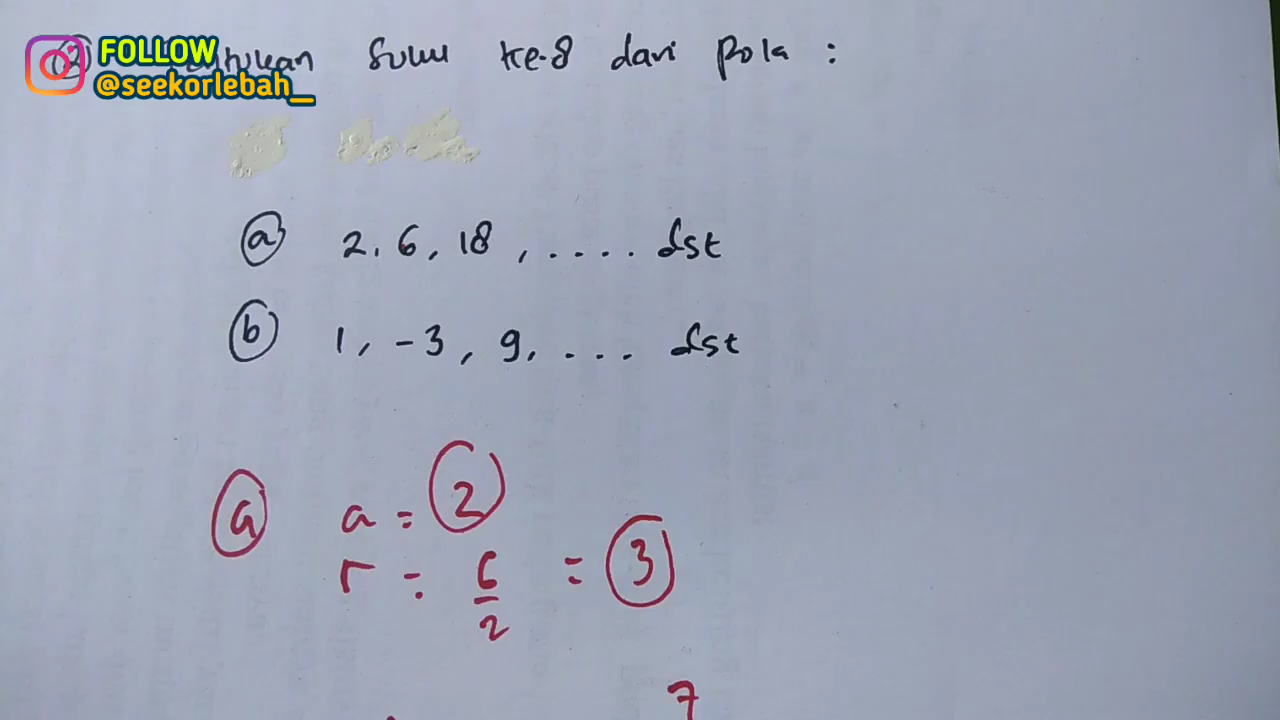 FOLLOW
@seekorlebah_
suku ke-8 dari pola :
a 2, 6, 18, .... dst
b 1, -3, 9, ... dst
a a = 2
r = 6/2 = 3
7